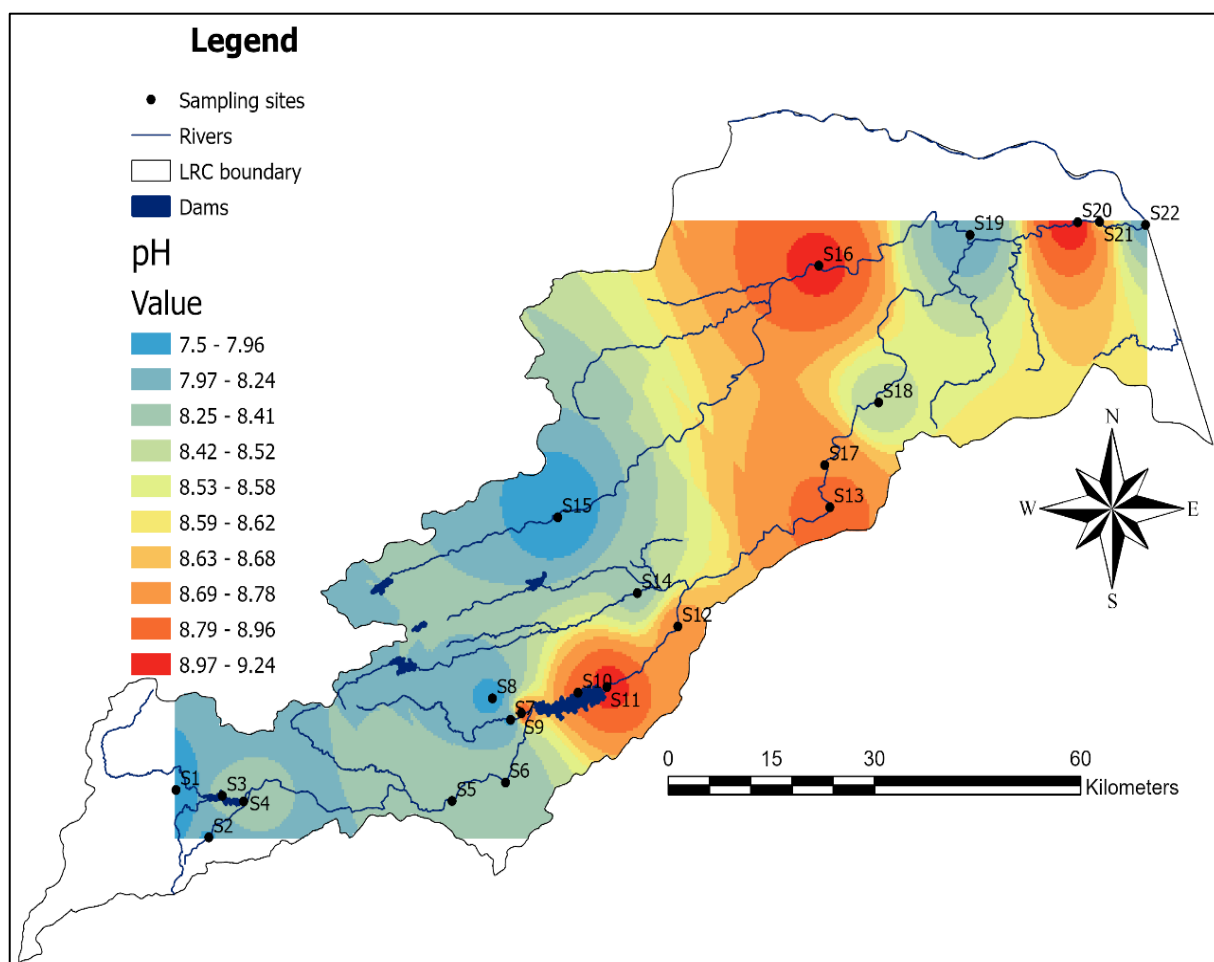 Legend
Sampling sites
Rivers
LRC boundary
Dams
pH
Value
7.5 - 7.96
7.97 - 8.24
8.25 - 8.41
8.42 - 8.52
8.53 - 8.58
8.59 - 8.62
8.63 - 8.68
8.69 - 8.78
8.79 - 8.96
8.97 - 9.24
S20
S22
S19
S21
S16
S18
S17
S13
S15
S14
S12
S8
S10
S11
S7
S9
S6
S1
S3
S4
S5
S2
N
W
E
S
0
15
30
60
Kilometers